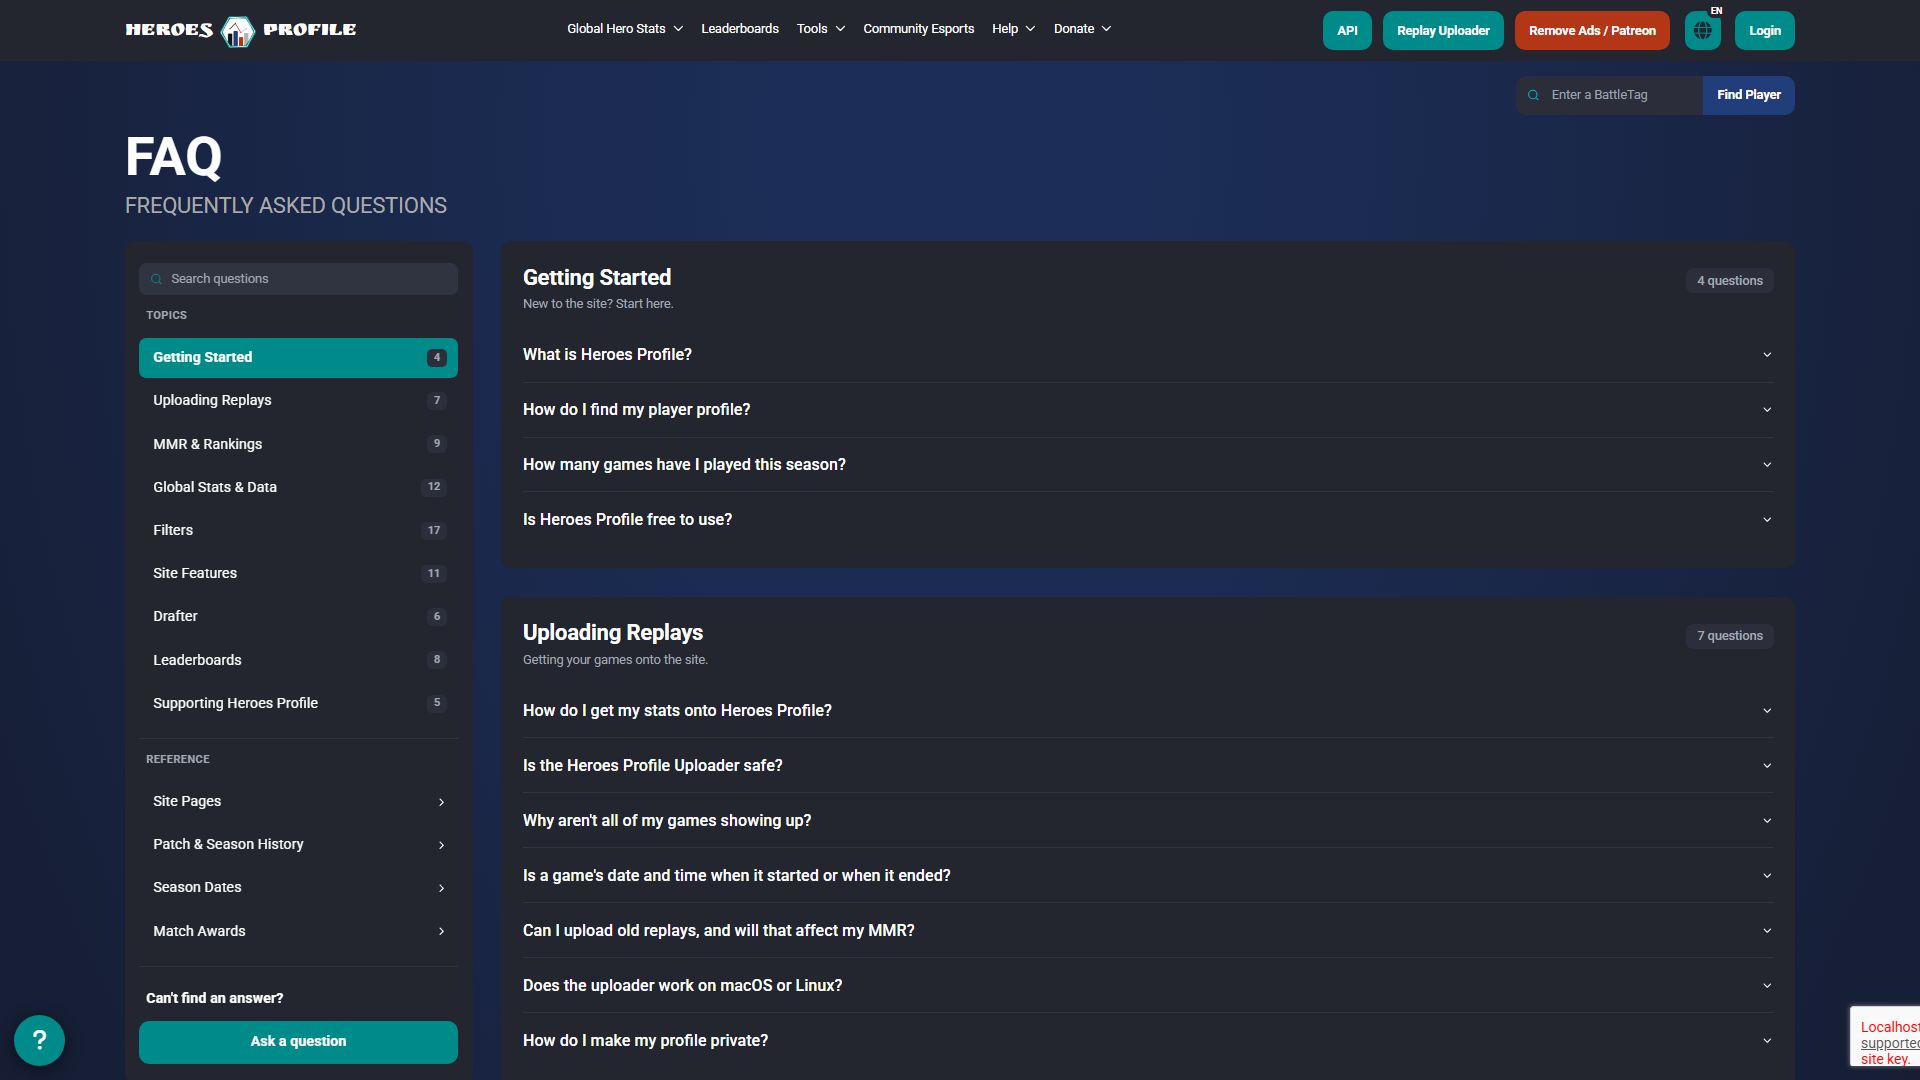 HEROES PROFILE
Global Hero Stats
Leaderboards
Tools
Community Esports
Help
Donate
API
Replay Uploader
Remove Ads / Patreon
EN
Login
Enter a BattleTag
Find Player
FAQ
FREQUENTLY ASKED QUESTIONS
Search questions
TOPICS
Getting Started 4
Uploading Replays 7
MMR & Rankings 9
Global Stats & Data 12
Filters 17
Site Features 11
Drafter 6
Leaderboards 8
Supporting Heroes Profile 5
REFERENCE
Site Pages
Patch & Season History
Season Dates
Match Awards
Can't find an answer?
Ask a question
?
Getting Started
4 questions
New to the site? Start here.
What is Heroes Profile?
How do I find my player profile?
How many games have I played this season?
Is Heroes Profile free to use?
Uploading Replays
7 questions
Getting your games onto the site.
How do I get my stats onto Heroes Profile?
Is the Heroes Profile Uploader safe?
Why aren't all of my games showing up?
Is a game's date and time when it started or when it ended?
Can I upload old replays, and will that affect my MMR?
Does the uploader work on macOS or Linux?
How do I make my profile private?
Localhost
supported
site key.